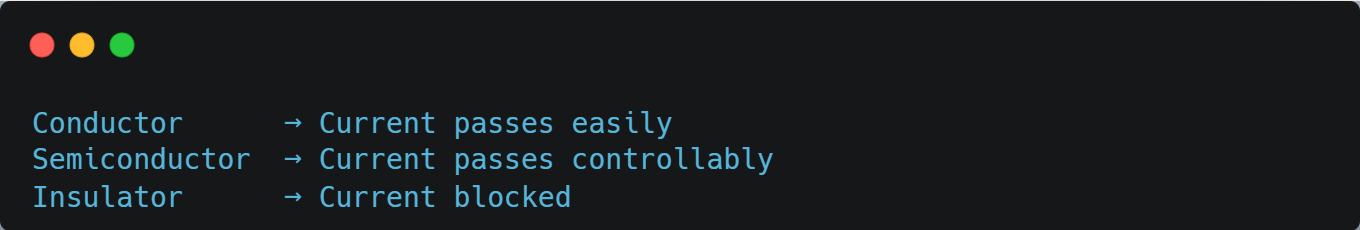 Conductor      → Current passes easily
Semiconductor  → Current passes controllably
Insulator      → Current blocked